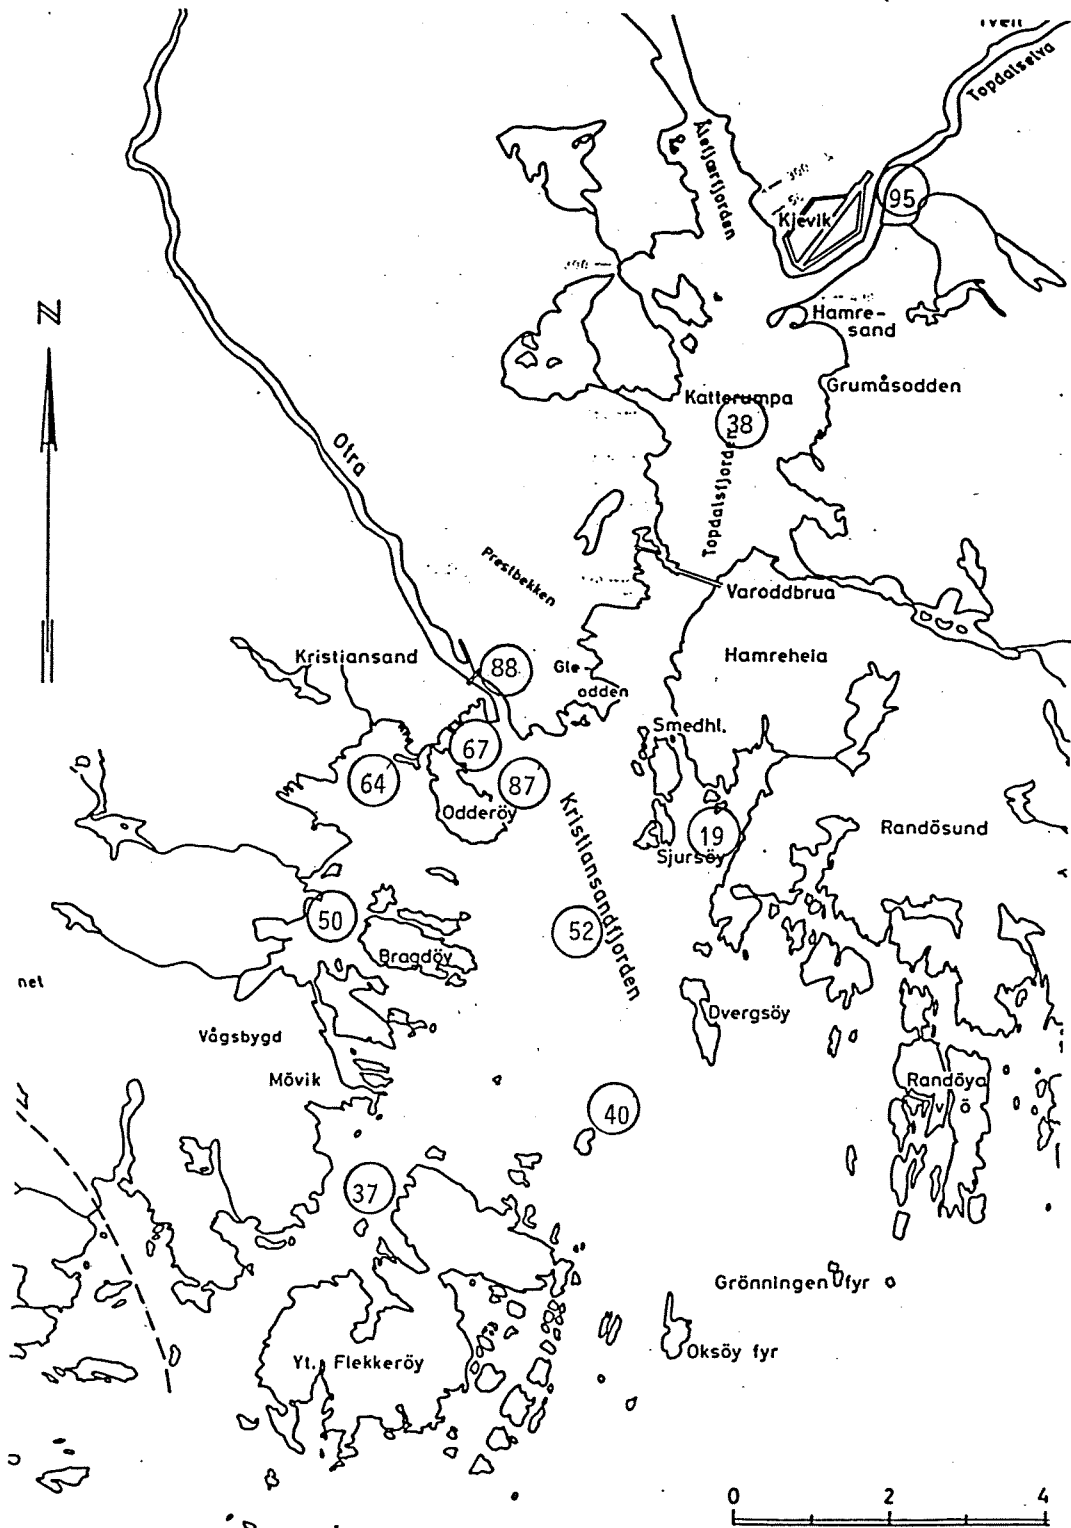 Topdalselva
Ålefjærfjorden
95
Kjevik
Hamre-
sand
Grumåsodden
Katterumpa
38
Topdalsfjorden
N
Otra
Prestbekken
Varoddbrua
Kristiansand
88
Gle-
odden
Hamreheia
Smedhl.
67
64
87
Odderöy
Kristiansandfjorden
19
Sjursöy
Randösund
50
52
Bragdöy
Dvergsöy
Vågsbygd
Mövik
Randöya
40
37
Grönningen fyr
Oksöy fyr
Yt. Flekkeröy
0 2 4